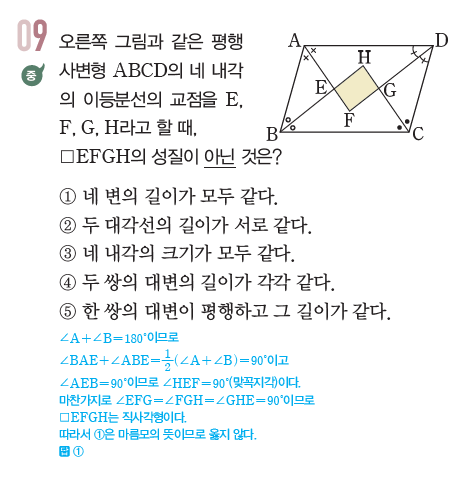 09
중
오른쪽 그림과 같은 평행
사변형 ABCD의 네 내각
의 이등분선의 교점을 E,
F, G, H라고 할 때,
□EFGH의 성질이 아닌 것은?
A
D
H
E
G
F
B
C
① 네 변의 길이가 모두 같다.
② 두 대각선의 길이가 서로 같다.
③ 네 내각의 크기가 모두 같다.
④ 두 쌍의 대변의 길이가 각각 같다.
⑤ 한 쌍의 대변이 평행하고 그 길이가 같다.
∠A+∠B=180°이므로
∠BAE+∠ABE=1/2(∠A+∠B)=90°이고
∠AEB=90°이므로 ∠HEF=90°(맞꼭지각)이다.
마찬가지로 ∠EFG=∠FGH=∠GHE=90°이므로
□EFGH는 직사각형이다.
따라서 ①은 마름모의 뜻이므로 옳지 않다.
답 ①